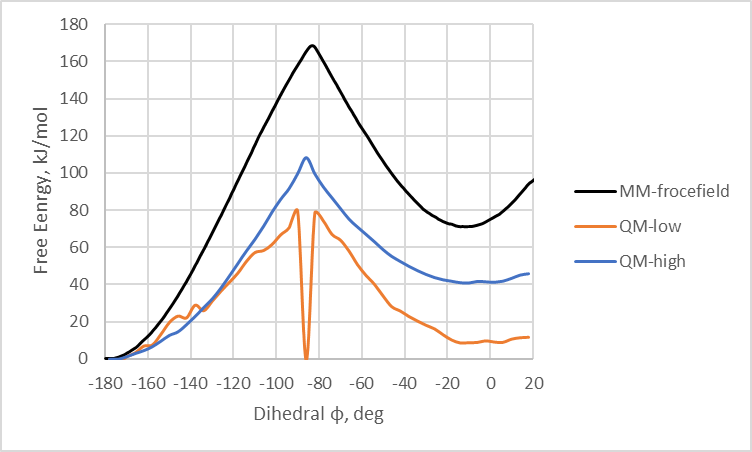 Free Eenrgy, kJ/mol
180
160
140
120
100
80
60
40
20
0
-180 -160 -140 -120 -100 -80 -60 -40 -20 0 20
Dihedral ϕ, deg
MM-frocefield
QM-low
QM-high